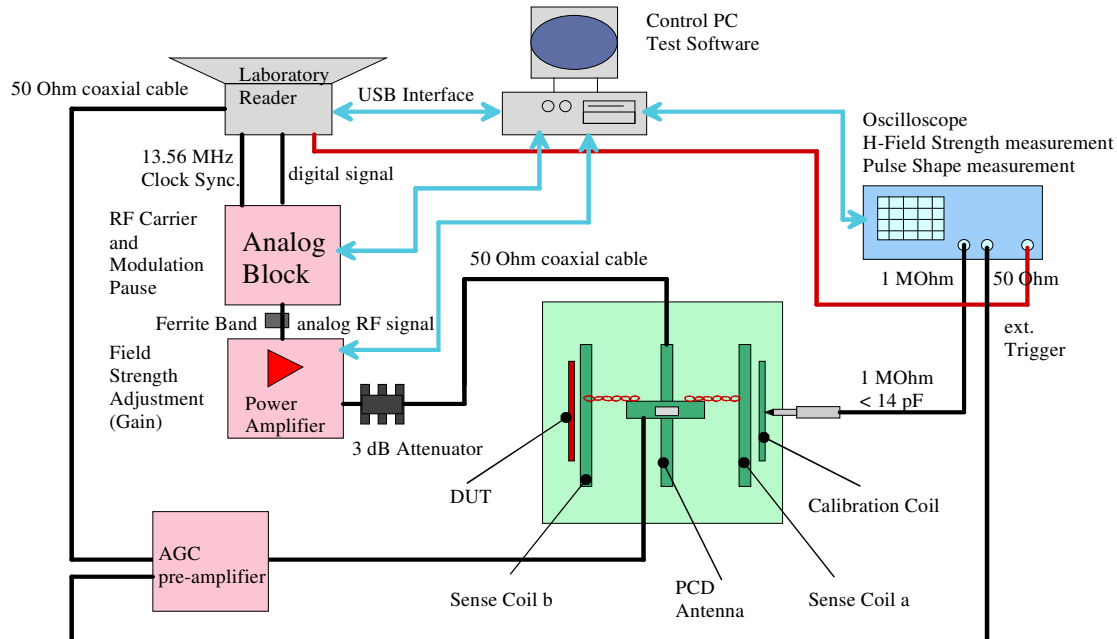 Control PC
Test Software
Laboratory
Reader
50 Ohm coaxial cable
USB Interface
Oscilloscope
H-Field Strength measurement
Pulse Shape measurement
13.56 MHz
Clock Sync.
digital signal
RF Carrier
and
Modulation
Pause
Analog
Block
50 Ohm coaxial cable
1 MOhm
50 Ohm
Ferrite Band
analog RF signal
ext.
Trigger
Field
Strength
Adjustment
(Gain)
Power
Amplifier
1 MOhm
< 14 pF
3 dB Attenuator
DUT
Calibration Coil
AGC
pre-amplifier
Sense Coil b
PCD
Antenna
Sense Coil a